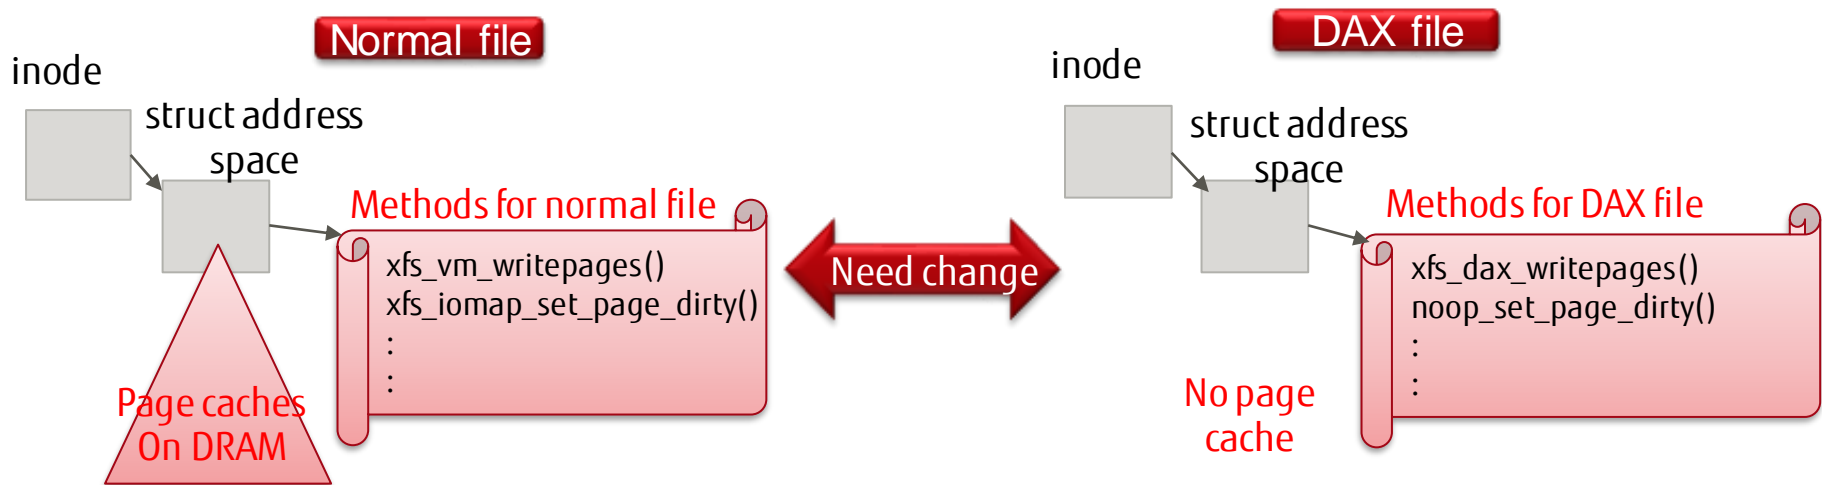 Normal file
inode
struct address
space
Methods for normal file
xfs_vm_writepages()
xfs_iomap_set_page_dirty()
:
:
Page caches
On DRAM
Need change
DAX file
inode
struct address
space
Methods for DAX file
xfs_dax_writepages()
noop_set_page_dirty()
:
:
No page
cache